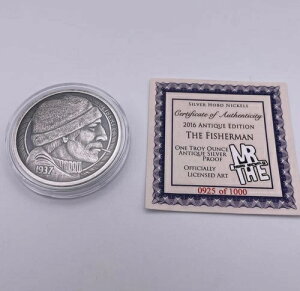 1937
SILVER HOBO NICKELS
Certificate of Authenticity
2016 ANTIQUE EDITION
THE FISHERMAN
ONE TROY OUNCE
ANTIQUE SILVER
PROOF
OFFICIALLY
LICENSED ART
MR.
"THE"
0925 of 1000